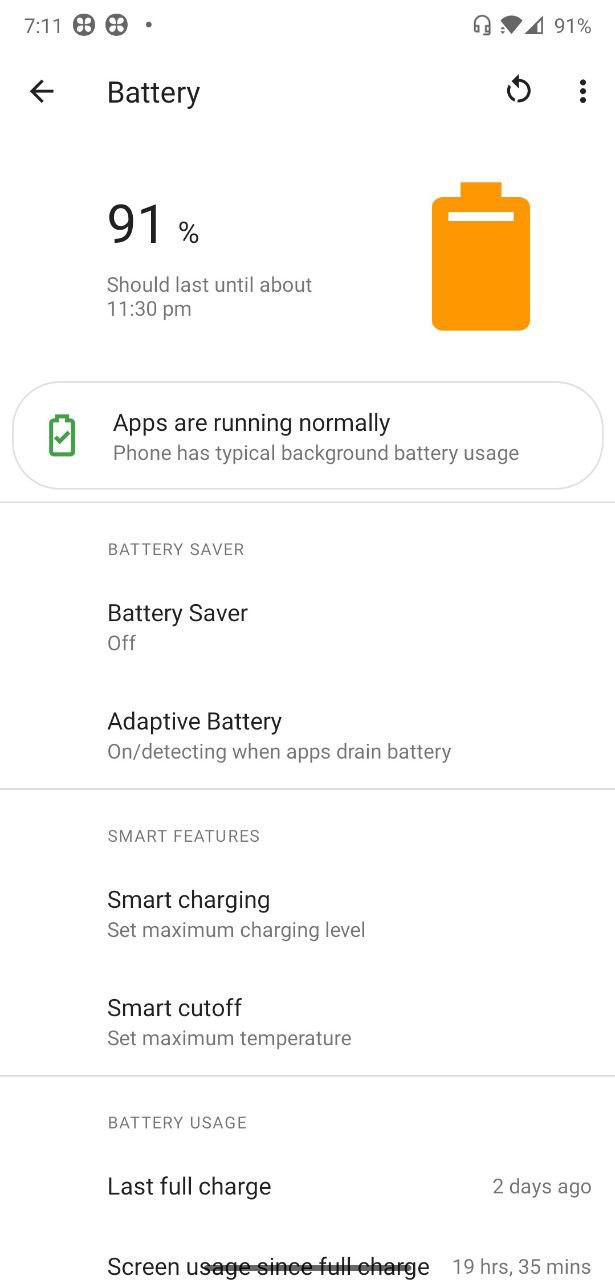 7:11 91%
Battery
91 %
Should last until about
11:30 pm
Apps are running normally
Phone has typical background battery usage
BATTERY SAVER
Battery Saver
Off
Adaptive Battery
On/detecting when apps drain battery
SMART FEATURES
Smart charging
Set maximum charging level
Smart cutoff
Set maximum temperature
BATTERY USAGE
Last full charge 2 days ago
Screen usage since full charge 19 hrs, 35 mins